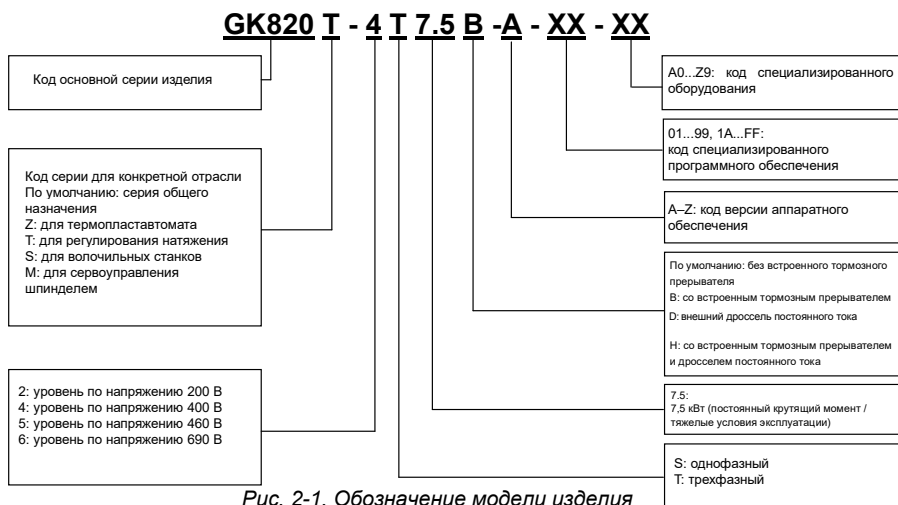 GK820 T - 4 T 7.5 B -A - XX - XX
Код основной серии изделия
Код серии для конкретной отрасли
По умолчанию: серия общего
назначения
Z: для термопластавтомата
T: для регулирования натяжения
S: для волочильных станков
M: для сервоуправления
шпинделем
2: уровень по напряжению 200 В
4: уровень по напряжению 400 В
5: уровень по напряжению 460 В
6: уровень по напряжению 690 В
A0...Z9: код специализированного
оборудования
01...99, 1A...FF:
код специализированного
программного обеспечения
A–Z: код версии аппаратного
обеспечения
По умолчанию: без встроенного тормозного
прерывателя
B: со встроенным тормозным прерывателем
D: внешний дроссель постоянного тока
H: со встроенным тормозным прерывателем
и дросселем постоянного тока
7.5:
7,5 кВт (постоянный крутящий момент /
тяжелые условия эксплуатации)
S: однофазный
T: трехфазный
Рис. 2-1. Обозначение модели изделия